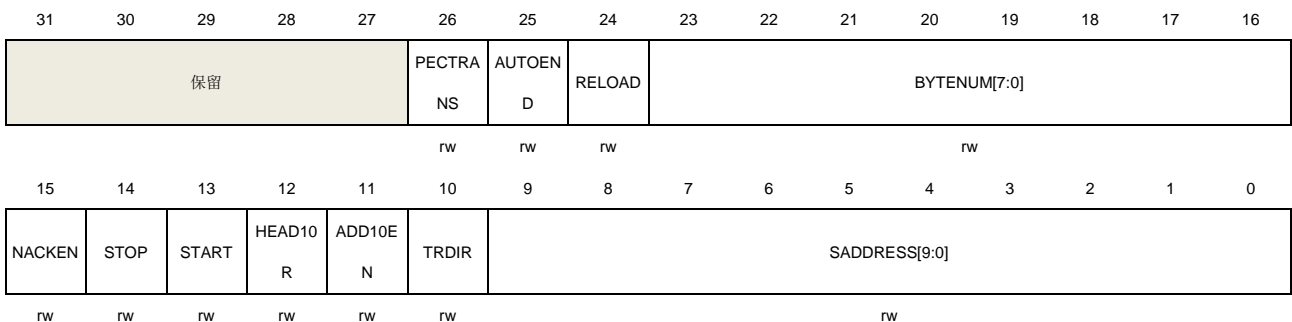 31 30 29 28 27 26 25 24 23 22 21 20 19 18 17 16
保留 PECTRA NS AUTOEN D RELOAD BYTENUM[7:0]
rw rw rw rw
15 14 13 12 11 10 9 8 7 6 5 4 3 2 1 0
NACKEN STOP START HEAD10 R ADD10E N TRDIR SADDRESS[9:0]
rw rw rw rw rw rw rw